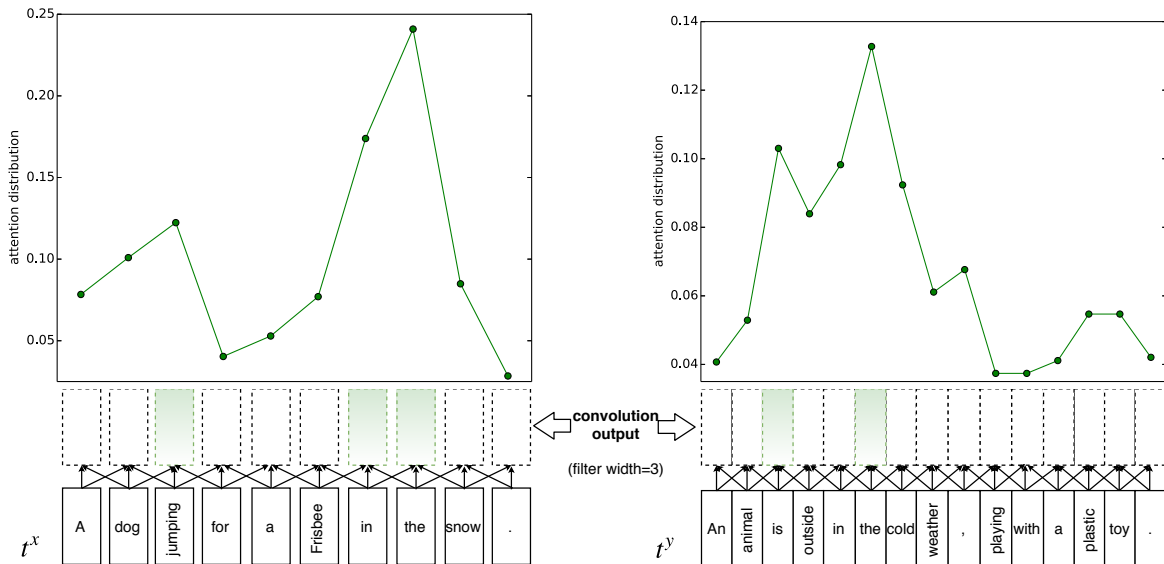 0.25
0.20
0.15
0.10
0.05
attention distribution
0.14
0.12
0.10
0.08
0.06
0.04
attention distribution
convolution
output
(filter width=3)
t^x
A dog jumping for a Frisbee in the snow .
t^y
An animal is outside in the cold weather , playing with a plastic toy .